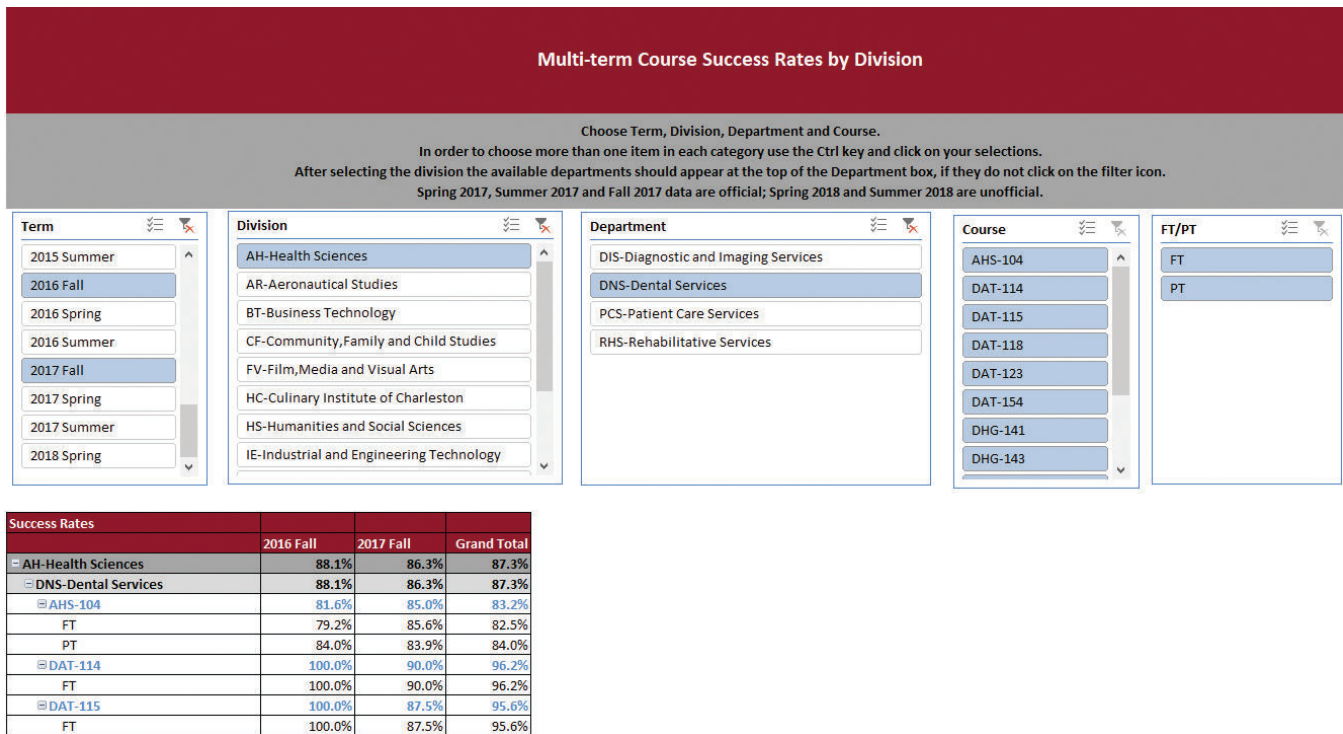 Multi-term Course Success Rates by Division
Choose Term, Division, Department and Course.
In order to choose more than one item in each category use the Ctrl key and click on your selections.
After selecting the division the available departments should appear at the top of the Department box, if they do not click on the filter icon.
Spring 2017, Summer 2017 and Fall 2017 data are official; Spring 2018 and Summer 2018 are unofficial.
Term
2015 Summer
2016 Fall
2016 Spring
2016 Summer
2017 Fall
2017 Spring
2017 Summer
2018 Spring
Division
AH-Health Sciences
AR-Aeronautical Studies
BT-Business Technology
CF-Community,Family and Child Studies
FV-Film,Media and Visual Arts
HC-Culinary Institute of Charleston
HS-Humanities and Social Sciences
IE-Industrial and Engineering Technology
Department
DIS-Diagnostic and Imaging Services
DNS-Dental Services
PCS-Patient Care Services
RHS-Rehabilitative Services
Course
AHS-104
DAT-114
DAT-115
DAT-118
DAT-123
DAT-154
DHG-141
DHG-143
FT/PT
FT
PT
Success Rates
2016 Fall 2017 Fall Grand Total
AH-Health Sciences 88.1% 86.3% 87.3%
DNS-Dental Services 88.1% 86.3% 87.3%
AHS-104 81.6% 85.0% 83.2%
FT 79.2% 85.6% 82.5%
PT 84.0% 83.9% 84.0%
DAT-114 100.0% 90.0% 96.2%
FT 100.0% 90.0% 96.2%
DAT-115 100.0% 87.5% 95.6%
FT 100.0% 87.5% 95.6%